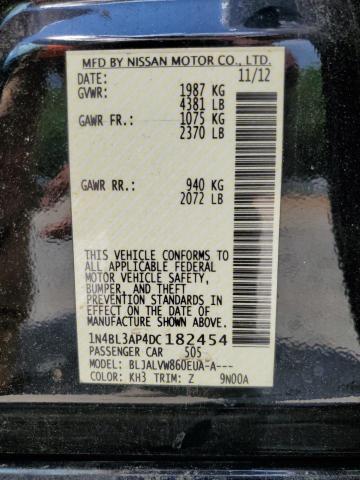 MFD BY NISSAN MOTOR CO., LTD.
DATE: 11/12
GVWR: 1987 KG
4381 LB
GAWR FR.: 1075 KG
2370 LB
GAWR RR.: 940 KG
2072 LB
THIS VEHICLE CONFORMS TO
ALL APPLICABLE FEDERAL
MOTOR VEHICLE SAFETY,
BUMPER, AND THEFT
PREVENTION STANDARDS IN
EFFECT ON THE DATE OF
MANUFACTURE SHOWN ABOVE.
1N4BL3AP4DC182454
PASSENGER CAR 505
MODEL: BLJALVW860EUA-A---
COLOR: KH3 TRIM: Z 9N00A